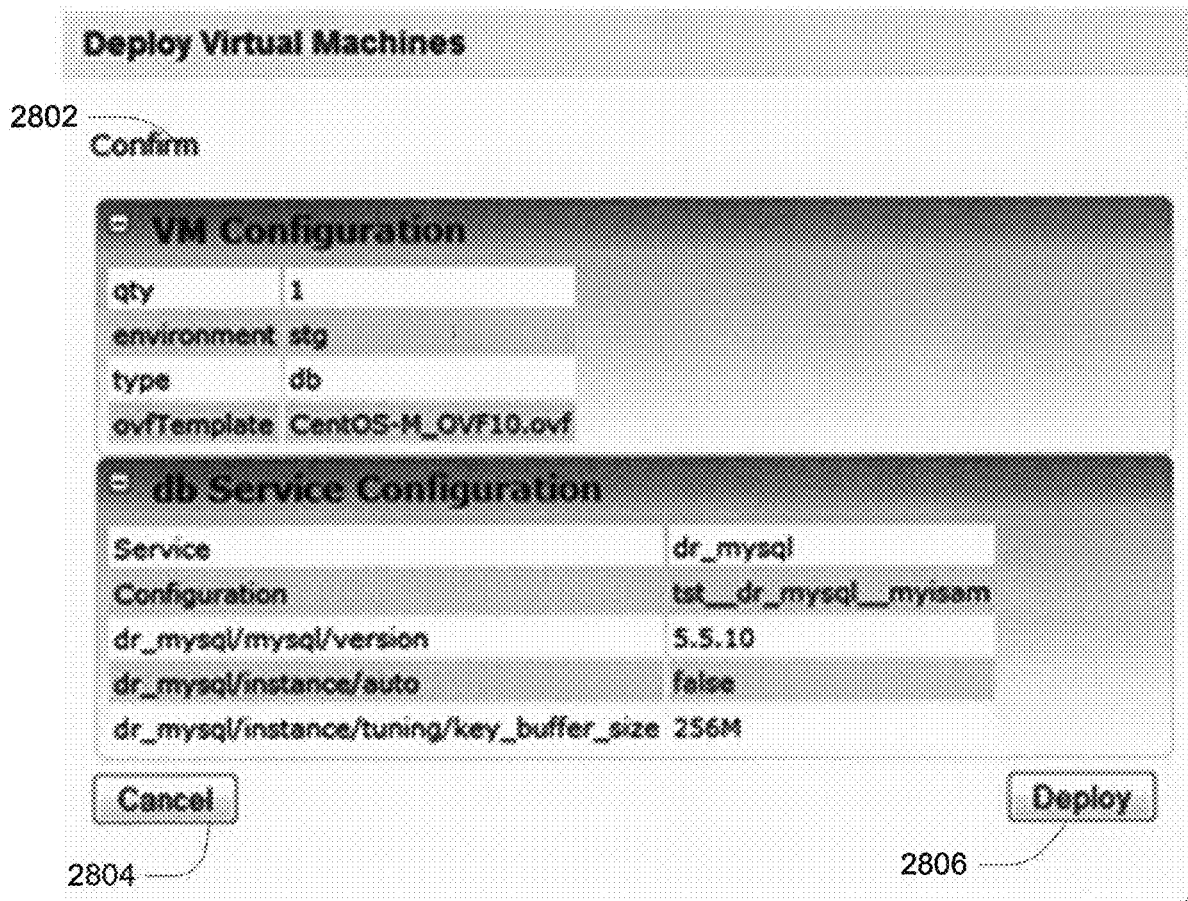 Deploy Virtual Machines
2802
Confirm
VM Configuration
qty 1
environment stg
type db
ovfTemplate CentOS-M_OVF10.ovf
db Service Configuration
Service dr_mysql
Configuration tst__dr_mysql__myisam
dr_mysql/mysql/version 5.5.10
dr_mysql/instance/auto false
dr_mysql/instance/tuning/key_buffer_size 256M
Cancel Deploy
2804 2806